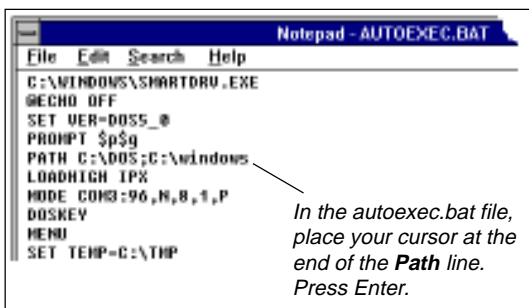 Notepad - AUTOEXEC.BAT
File Edit Search Help
C:\WINDOWS\SMARTDRV.EXE
@ECHO OFF
SET VER=DOS5_0
PROMPT $p$g
PATH C:\DOS;C:\windows
LOADHIGH IPX
MODE COM3:96,N,8,1,P
DOSKEY
MENU
SET TEMP=C:\TMP
In the autoexec.bat file,
place your cursor at the
end of the Path line.
Press Enter.